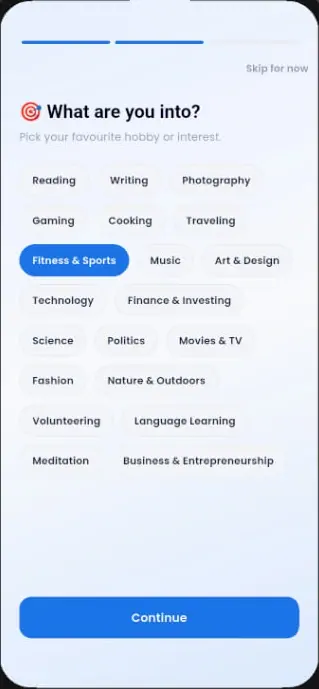 Skip for now
🎯 What are you into?
Pick your favourite hobby or interest.
Reading Writing Photography
Gaming Cooking Traveling
Fitness & Sports Music Art & Design
Technology Finance & Investing
Science Politics Movies & TV
Fashion Nature & Outdoors
Volunteering Language Learning
Meditation Business & Entrepreneurship
Continue